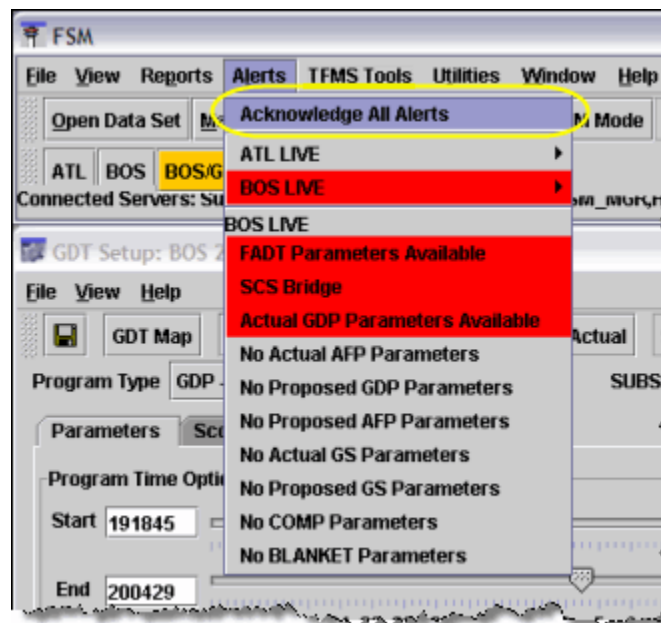 FSM
File View Reports Alerts TFMS Tools Utilities Window Help
Open Data Set Mode
Acknowledge All Alerts
ATL BOS BOS/G
ATL LIVE
BOS LIVE
Connected Servers:
BOS LIVE
GDT Setup: BOS
FADT Parameters Available
File View Help
SCS Bridge
GDT Map Actual
Actual GDP Parameters Available
No Actual AFP Parameters
Program Type GDP - SUBS
No Proposed GDP Parameters
No Proposed AFP Parameters
Parameters
No Actual GS Parameters
Program Time
No Proposed GS Parameters
Start 191845
No COMP Parameters
No BLANKET Parameters
End 200429